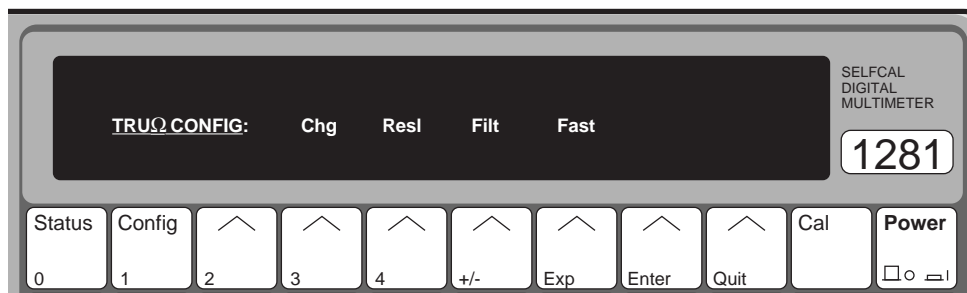 SELFCAL
DIGITAL
MULTIMETER
TRUΩ CONFIG: Chg Resl Filt Fast
1281
Status Config Cal Power
0 1 2 3 4 +/- Exp Enter Quit